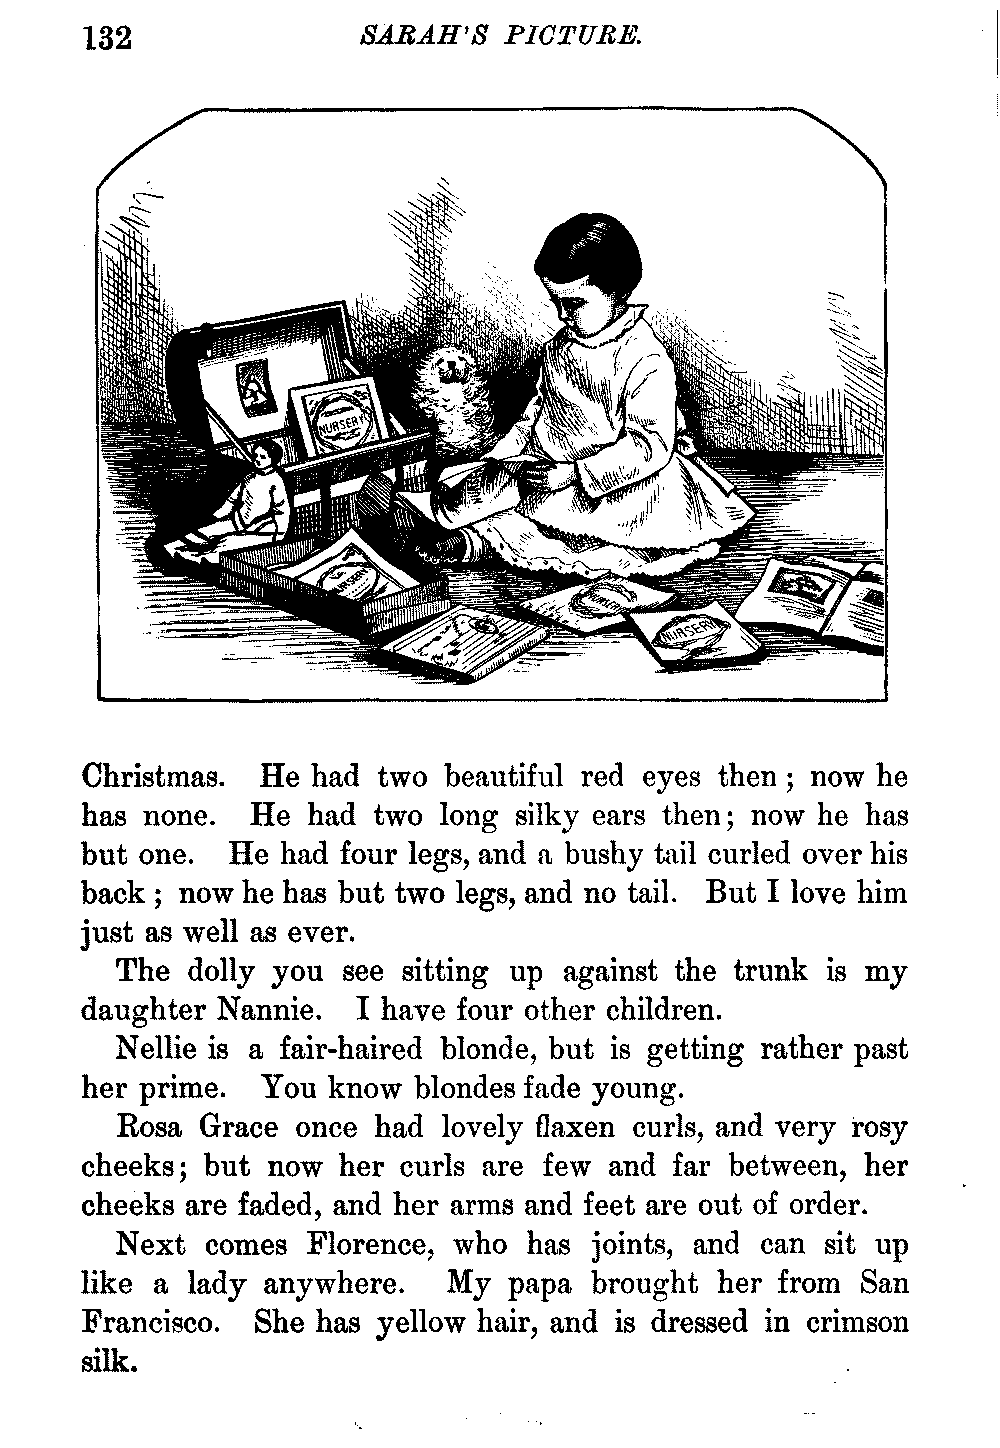 132 SARAH'S PICTURE.
NURSERY
NURSERY
NURSERY
Christmas. He had two beautiful red eyes then; now he
has none. He had two long silky ears then; now he has
but one. He had four legs, and a bushy tail curled over his
back; now he has but two legs, and no tail. But I love him
just as well as ever.
The dolly you see sitting up against the trunk is my
daughter Nannie. I have four other children.
Nellie is a fair-haired blonde, but is getting rather past
her prime. You know blondes fade young.
Rosa Grace once had lovely flaxen curls, and very rosy
cheeks; but now her curls are few and far between, her
cheeks are faded, and her arms and feet are out of order.
Next comes Florence, who has joints, and can sit up
like a lady anywhere. My papa brought her from San
Francisco. She has yellow hair, and is dressed in crimson
silk.